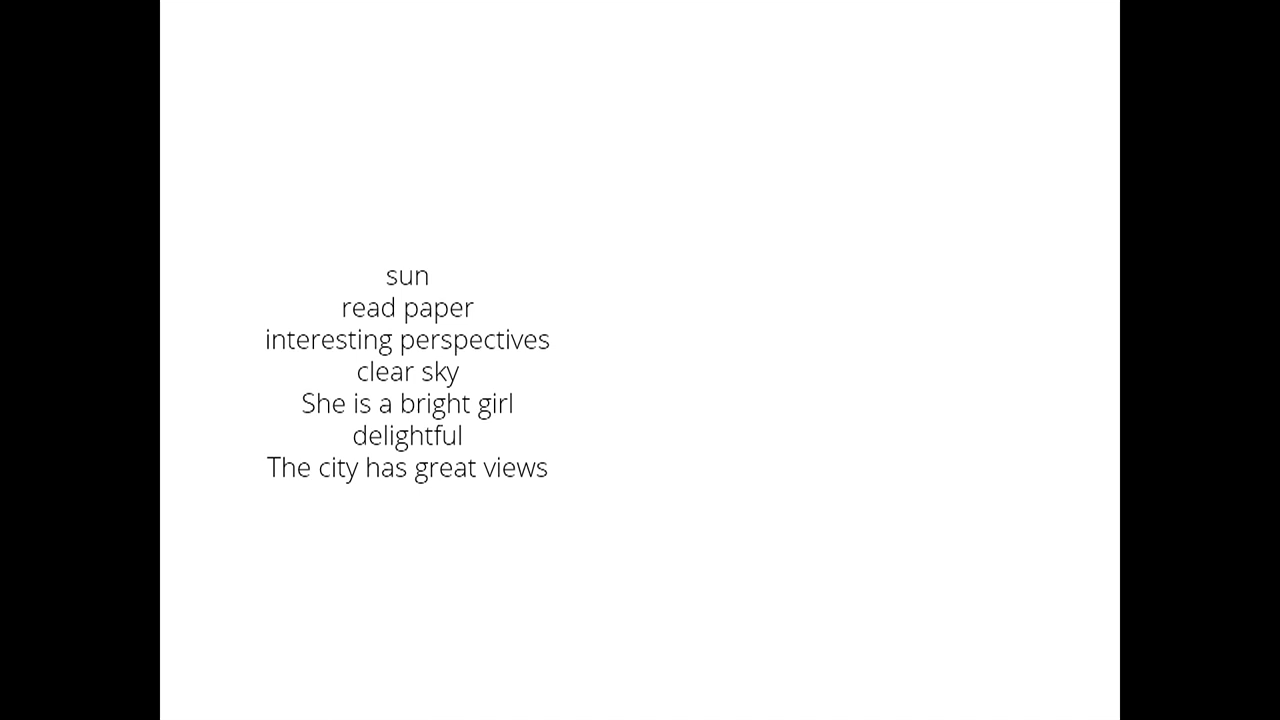 sun
read paper
interesting perspectives
clear sky
She is a bright girl
delightful
The city has great views